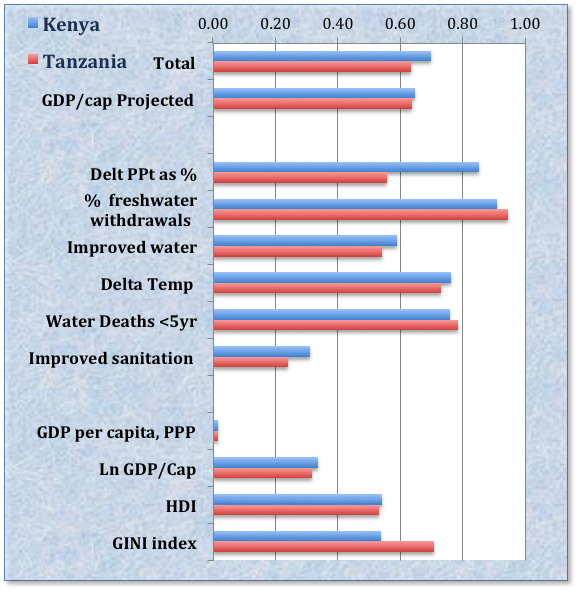 0.00 0.20 0.40 0.60 0.80 1.00
Kenya
Tanzania
Total
GDP/cap Projected
Delt PPt as %
% freshwater
withdrawals
Improved water
Delta Temp
Water Deaths <5yr
Improved sanitation
GDP per capita, PPP
Ln GDP/Cap
HDI
GINI index